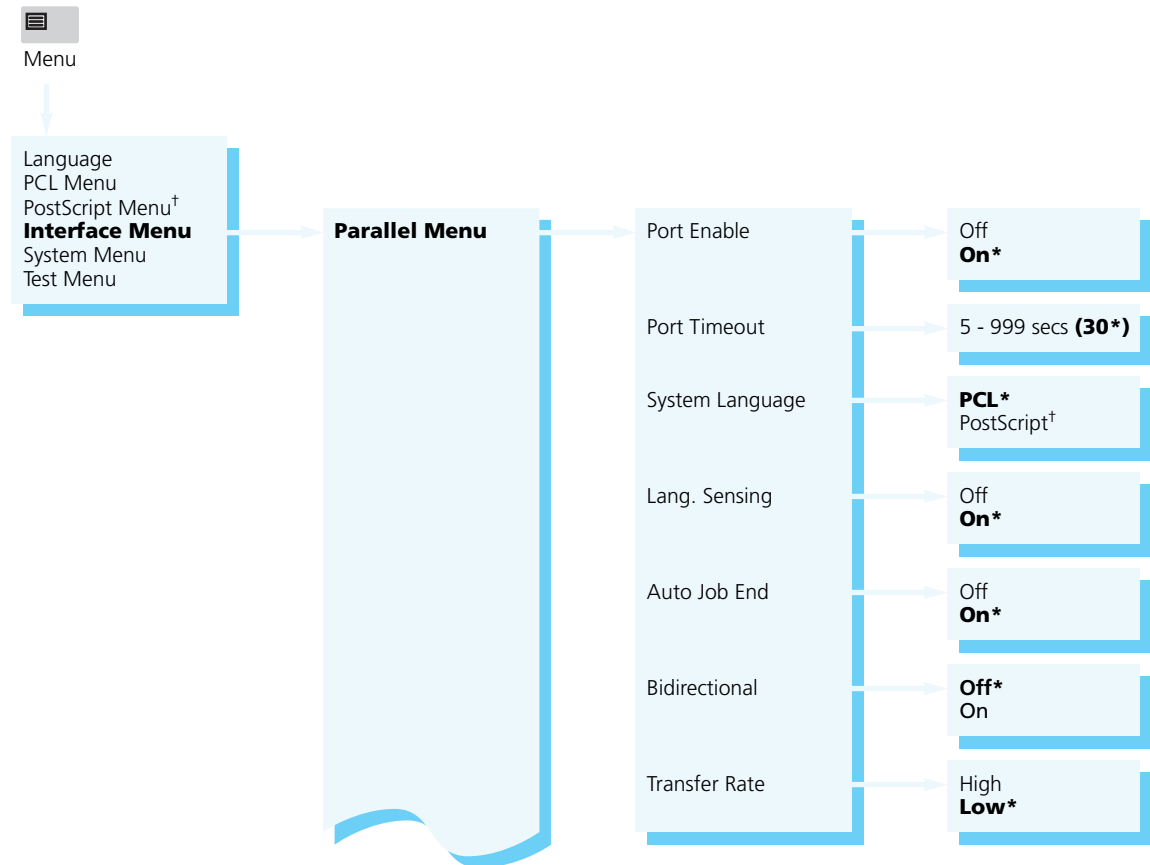 Menu
Language
PCL Menu
PostScript Menu†
Interface Menu
System Menu
Test Menu
Parallel Menu
Port Enable
Off
On*
Port Timeout
5 - 999 secs (30*)
System Language
PCL*
PostScript†
Lang. Sensing
Off
On*
Auto Job End
Off
On*
Bidirectional
Off*
On
Transfer Rate
High
Low*